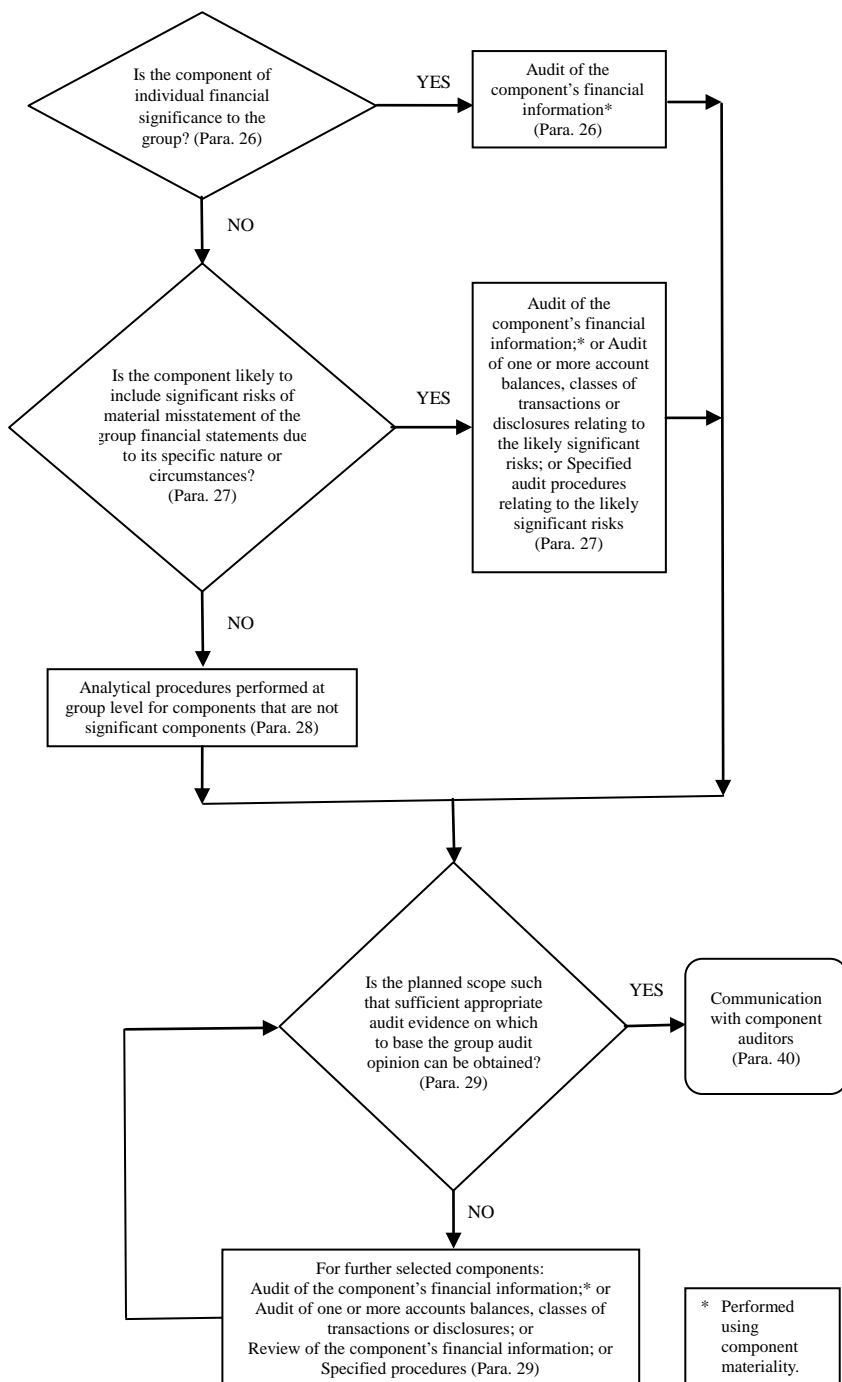 Is the component of
individual financial
significance to the
group? (Para. 26)
YES
Audit of the
component's financial
information*
(Para. 26)
NO
Is the component likely to
include significant risks of
material misstatement of the
group financial statements due
to its specific nature or
circumstances?
(Para. 27)
YES
Audit of the
component's financial
information;* or Audit
of one or more account
balances, classes of
transactions or
disclosures relating to
the likely significant
risks; or Specified
audit procedures
relating to the likely
significant risks
(Para. 27)
NO
Analytical procedures performed at
group level for components that are not
significant components (Para. 28)
Is the planned scope such
that sufficient appropriate
audit evidence on which
to base the group audit
opinion can be obtained?
(Para. 29)
YES
Communication
with component
auditors
(Para. 40)
NO
For further selected components:
Audit of the component's financial information;* or
Audit of one or more accounts balances, classes of
transactions or disclosures; or
Review of the component's financial information; or
Specified procedures (Para. 29)
* Performed
using
component
materiality.